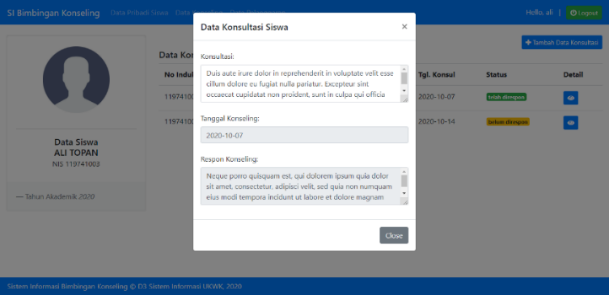 SI Bimbingan Konseling Data Pribadi Siswa Data
Hello, ali | Logout
Data Konsultasi Siswa ×
+ Tambah Data Konsultasi
Konsultasi:
Duis aute irure dolor in reprehenderit in voluptate velit esse
cillum dolore eu fugiat nulla pariatur. Excepteur sint
occaecat cupidatat non proident, sunt in culpa qui officia
Data Kon
No Induk
Tgl. Konsul Status Detail
11974100
2020-10-07 telah direspon
Tanggal Konseling:
2020-10-07
11974100
2020-10-14 belum direspon
Data Siswa
ALI TOPAN
NIS 119741003
Respon Konseling:
Neque porro quisquam est, qui dolorem ipsum quia dolor
sit amet, consectetur, adipisci velit, sed quia non numquam
eius modi tempora incidunt ut labore et dolore magnam
— Tahun Akademik 2020
Close
Sistem Informasi Bimbingan Konseling © D3 Sistem Informasi UKWK, 2020